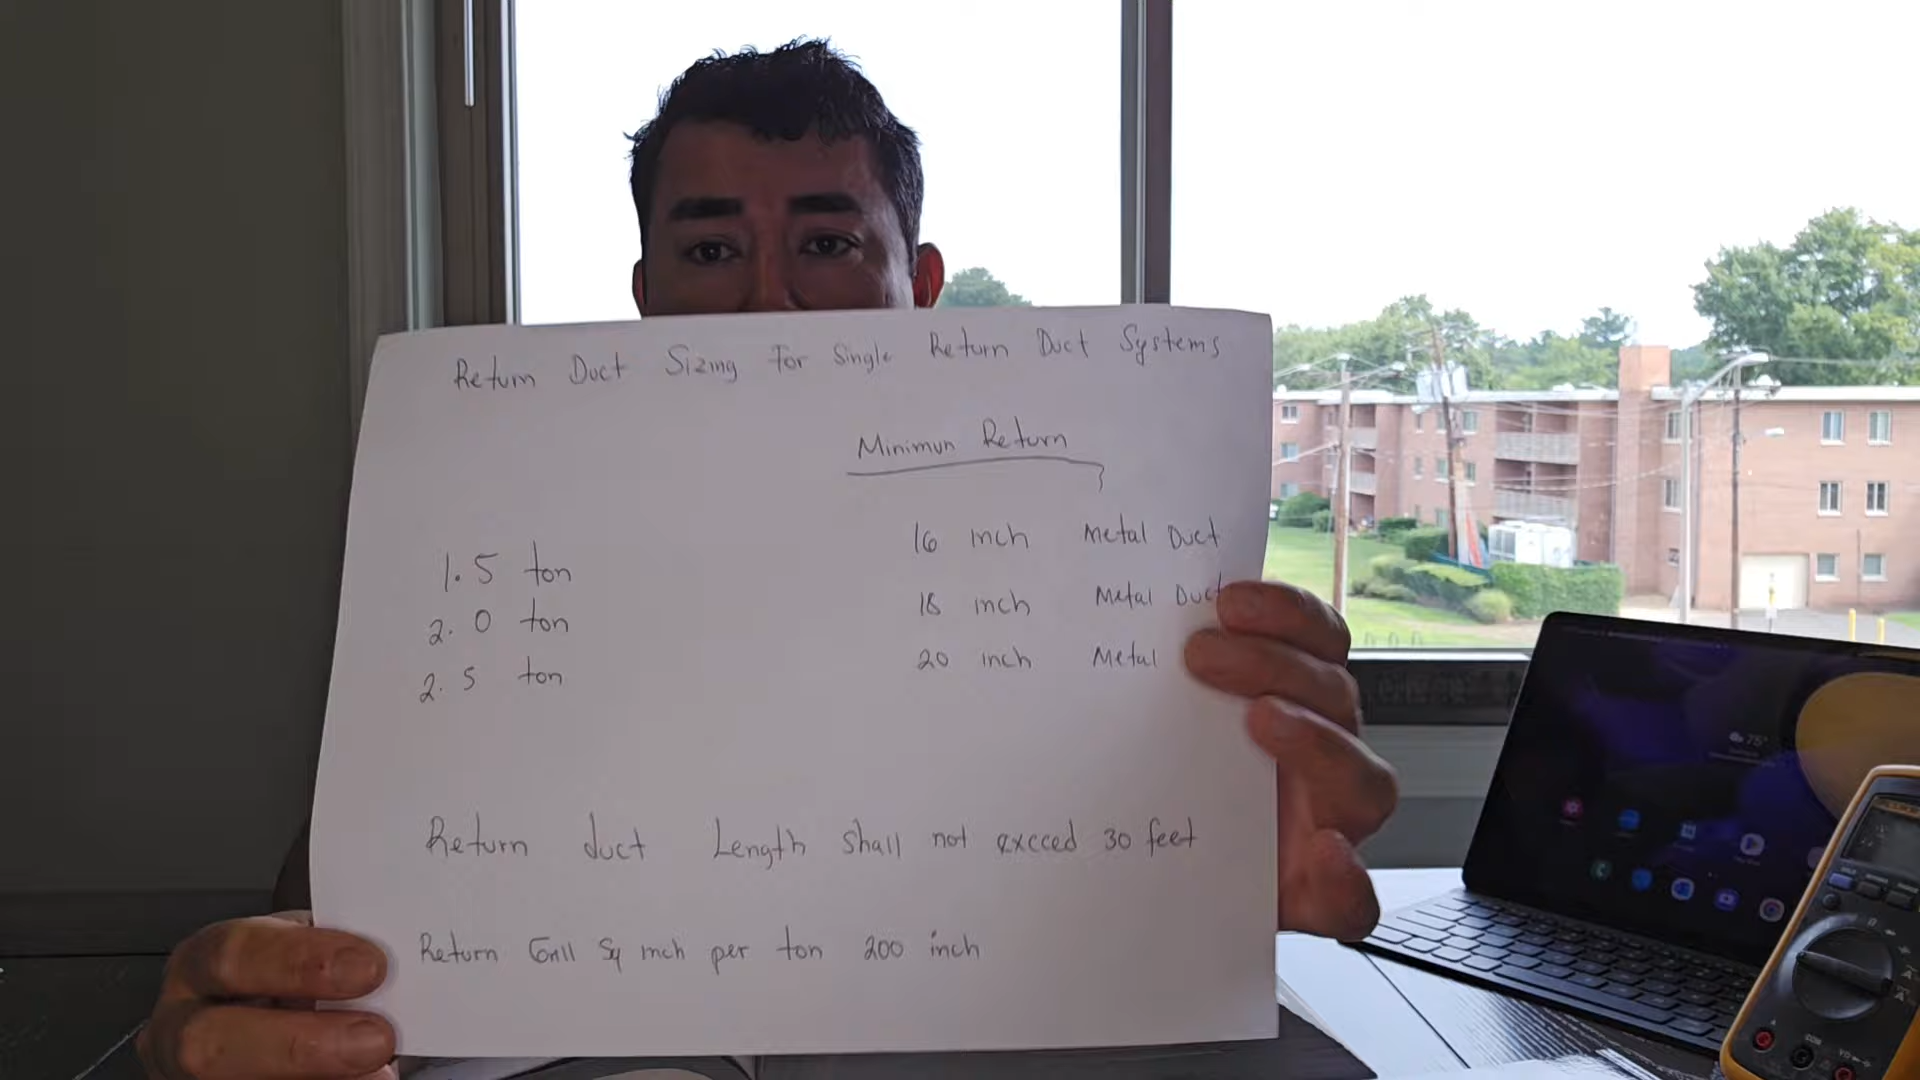 Return Duct Sizing For Single Return Duct Systems
Minimun Return
1.5 ton 16 inch Metal Duct
2.0 ton 18 inch Metal Duct
2.5 ton 20 inch Metal
Return duct Length shall not exceed 30 feet
Return Grill Sq inch per ton 200 inch
75°